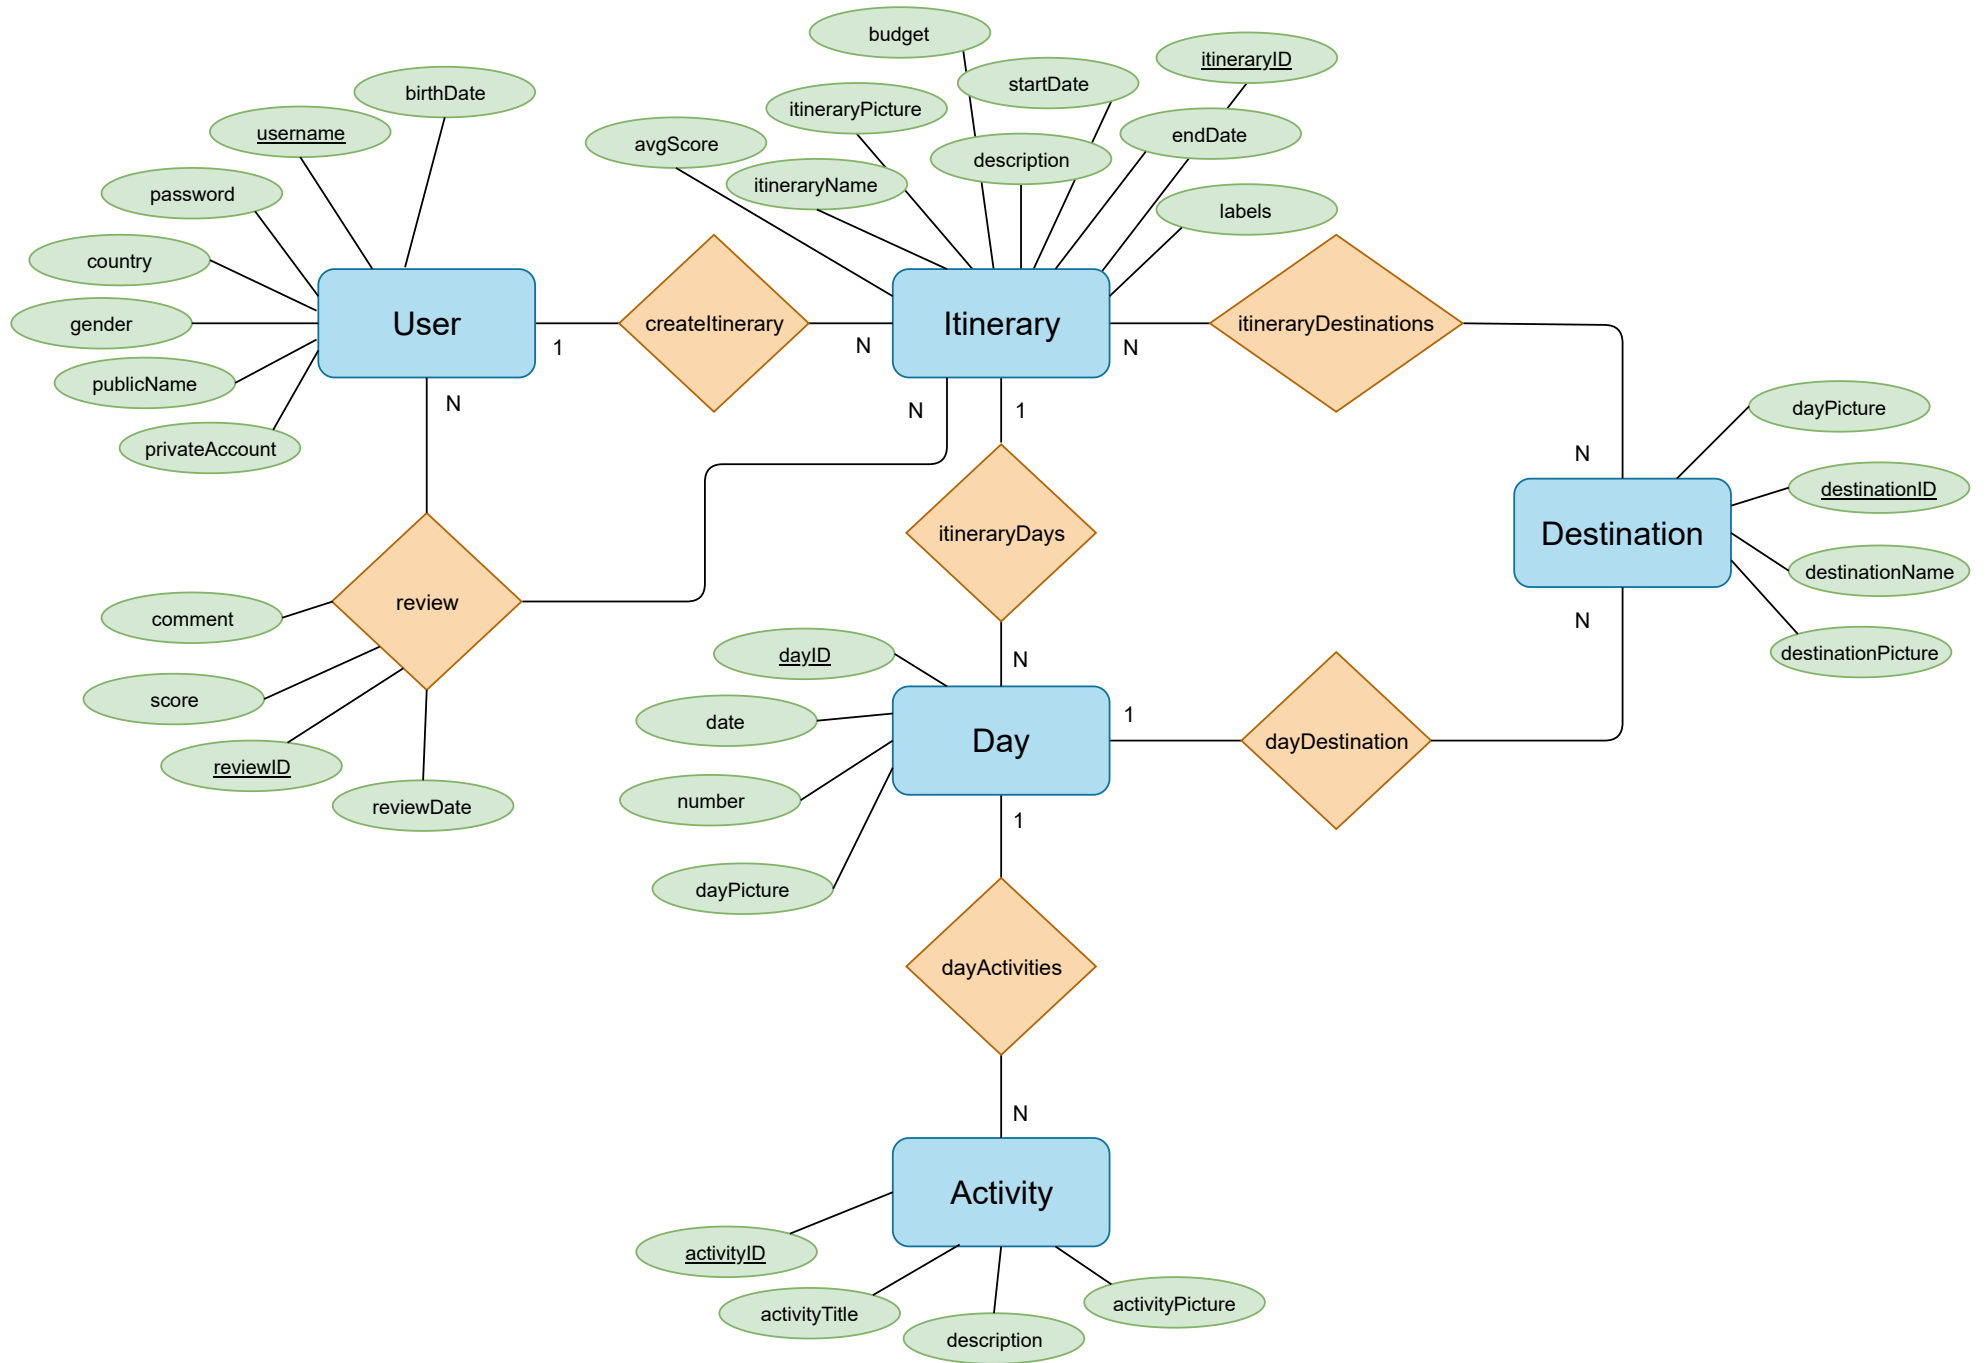 budget
itineraryID
startDate
birthDate
itineraryPicture
username
endDate
avgScore
description
itineraryName
password
labels
country
User
createItinerary
Itinerary
itineraryDestinations
gender
1
N
N
publicName
N
N
1
dayPicture
privateAccount
N
destinationID
itineraryDays
Destination
destinationName
review
comment
N
dayID
N
destinationPicture
score
date
1
Day
dayDestination
reviewID
number
reviewDate
1
dayPicture
dayActivities
N
Activity
activityID
activityPicture
activityTitle
description